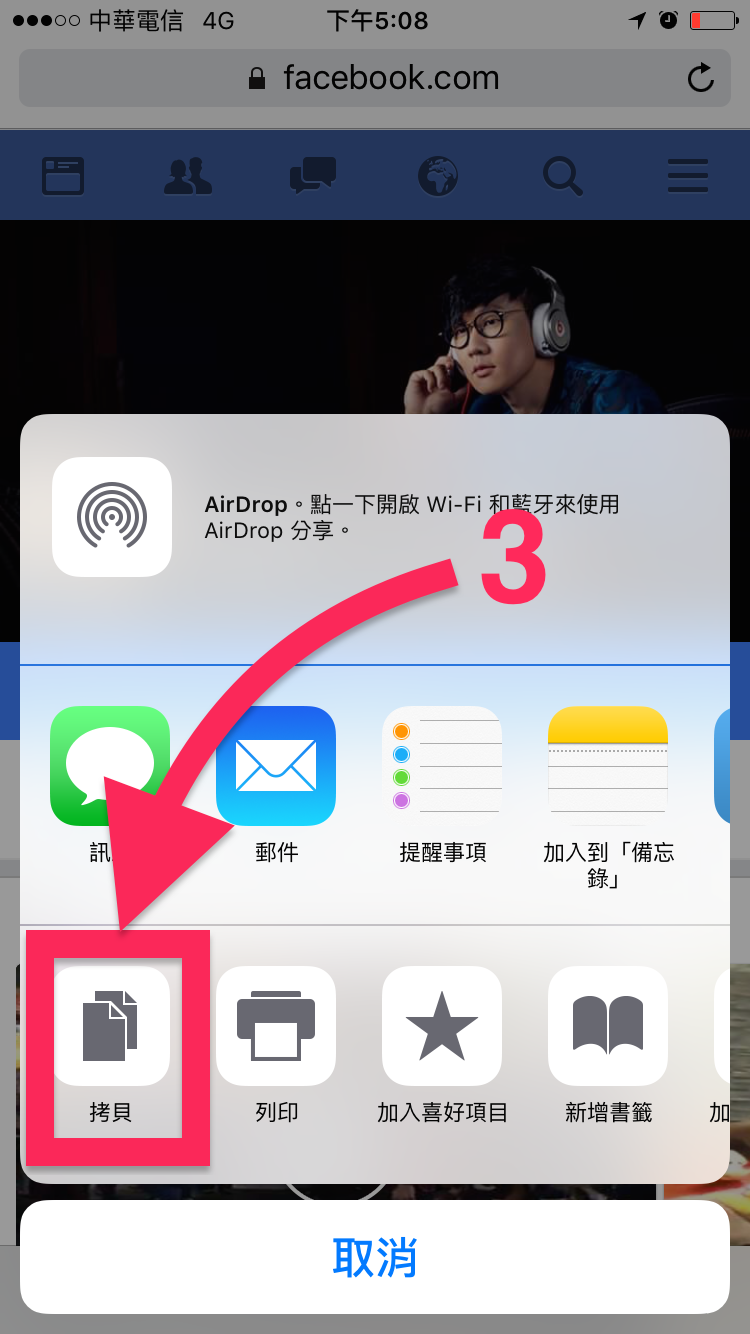 中華電信 4G 下午5:08
facebook.com
AirDrop。點一下開啟 Wi-Fi 和藍牙來使用
AirDrop 分享。
3
訊
郵件
提醒事項
加入到「備忘
錄」
拷貝
列印
加入喜好項目
新增書籤
加
取消